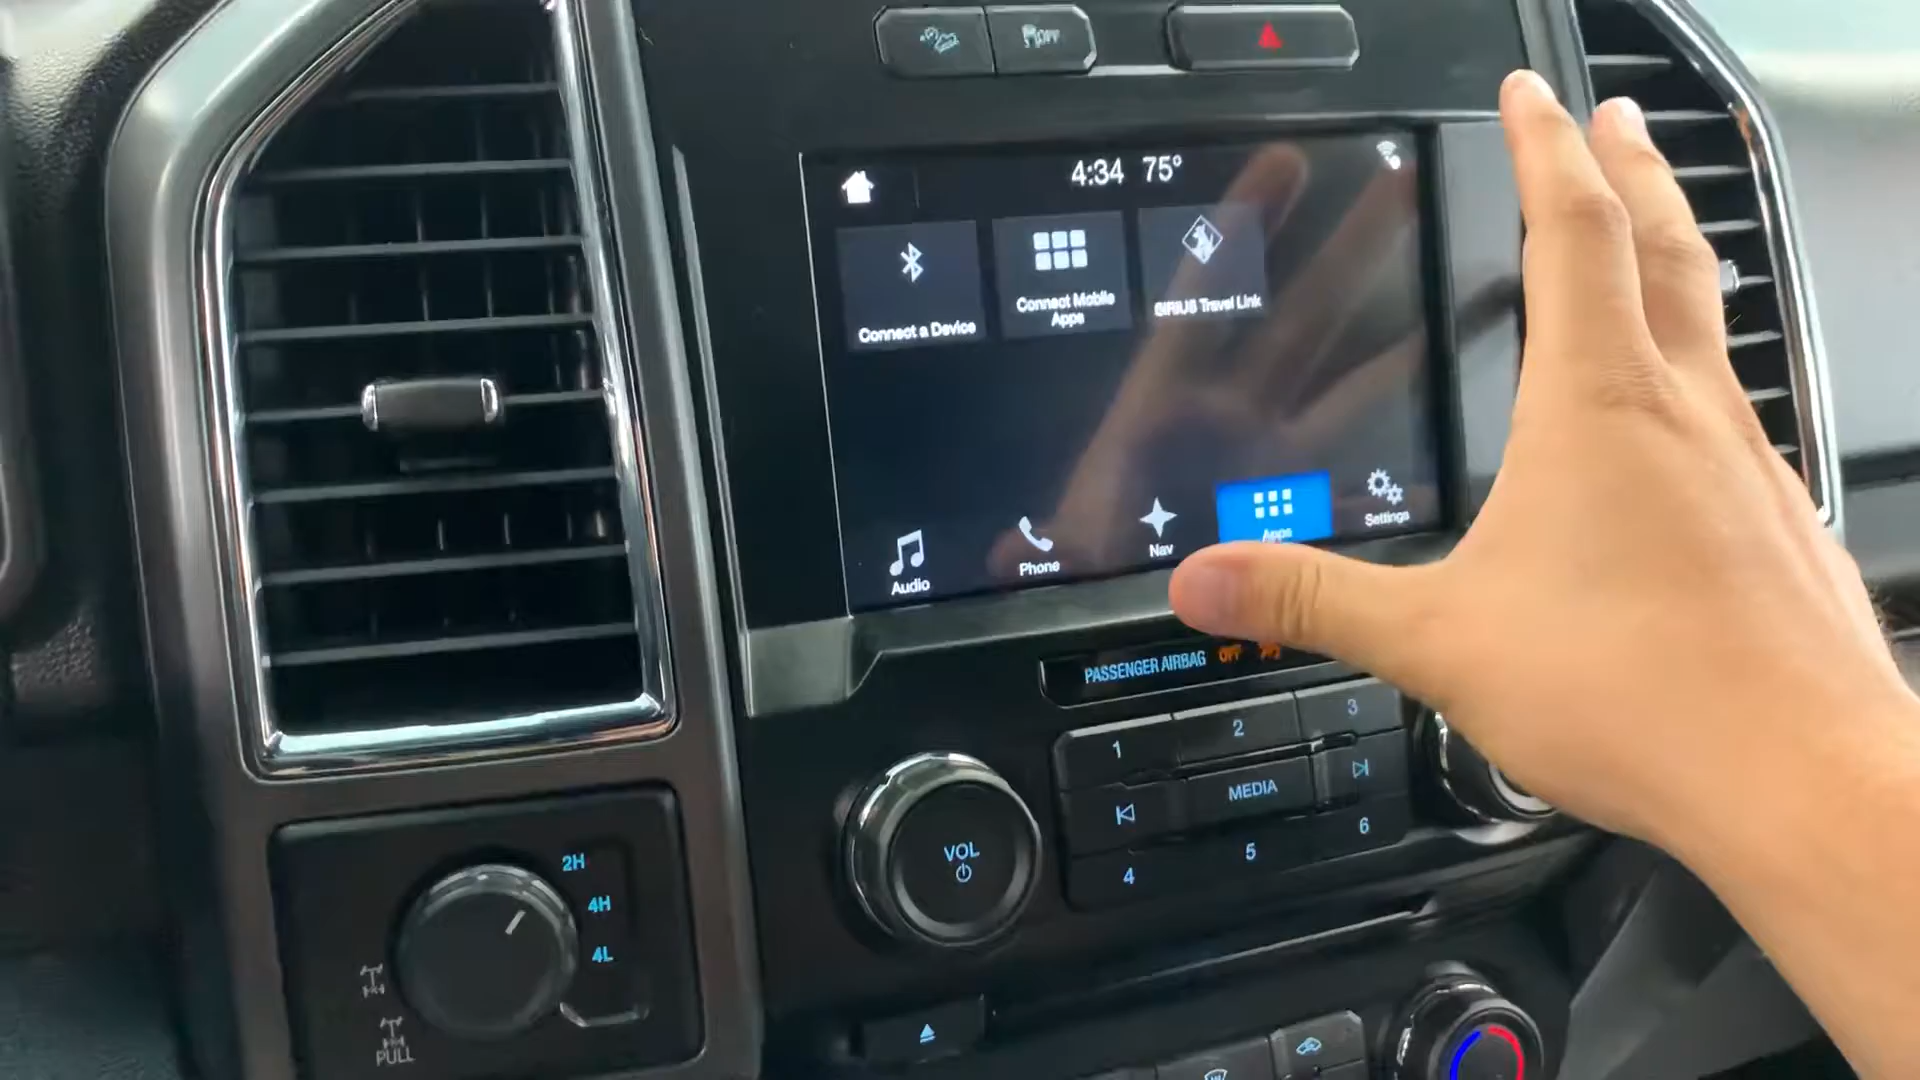 OFF
4:34 75°
Connect a Device
Connect Mobile
Apps
SIRIUS Travel Link
Audio
Phone
Nav
Apps
Settings
PASSENGER AIRBAG OFF
1
2
3
MEDIA
4
5
6
VOL
2H
4H
4L
PULL